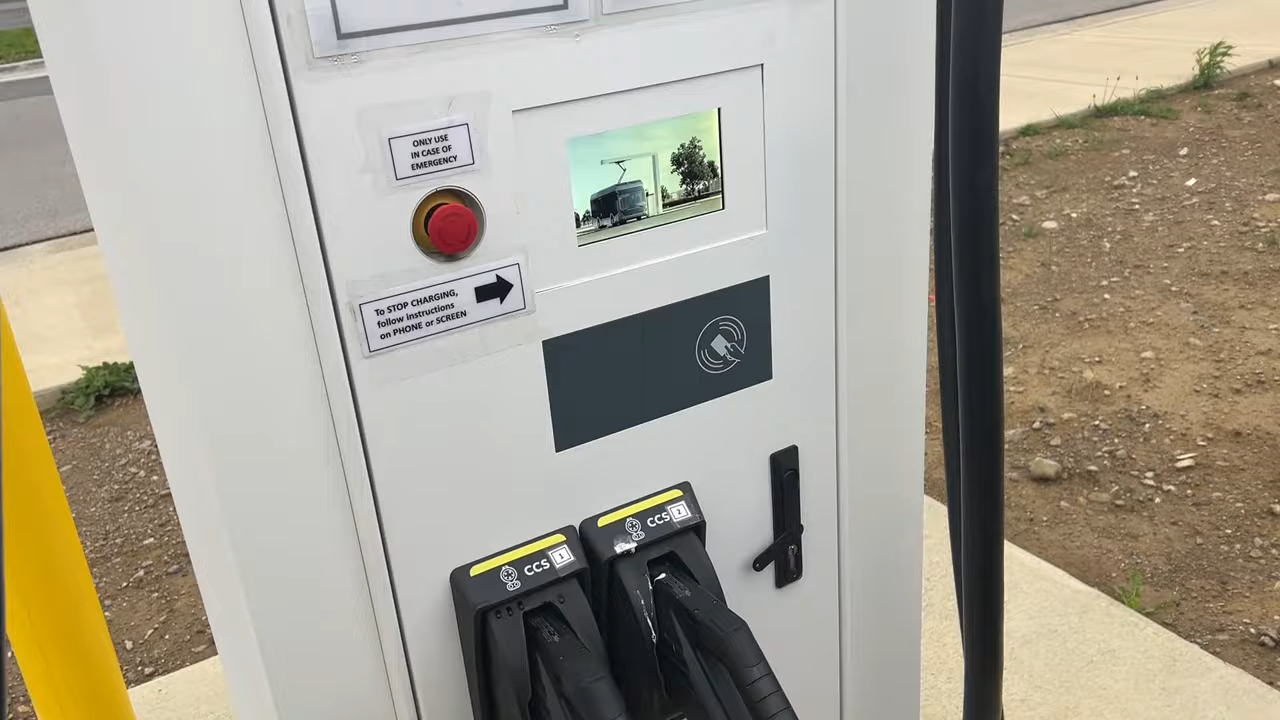 ONLY USE
IN CASE OF
EMERGENCY
To STOP CHARGING,
follow instructions
on PHONE or SCREEN
CCS 1
CCS 2